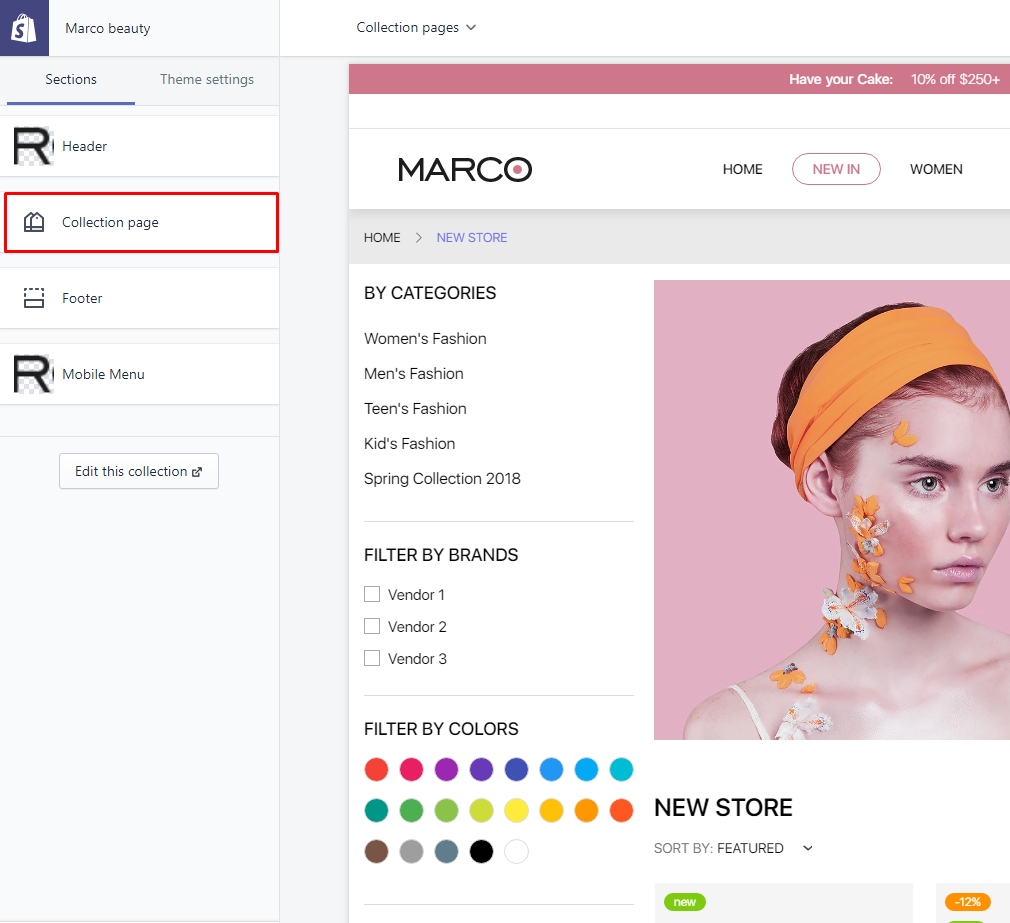 Marco beauty
Collection pages
Sections
Theme settings
Header
Collection page
Footer
Mobile Menu
Edit this collection
Have your Cake: 10% off $250+
MARCO
HOME
NEW IN
WOMEN
HOME
NEW STORE
BY CATEGORIES
Women's Fashion
Men's Fashion
Teen's Fashion
Kid's Fashion
Spring Collection 2018
FILTER BY BRANDS
Vendor 1
Vendor 2
Vendor 3
FILTER BY COLORS
NEW STORE
SORT BY: FEATURED
new
-12%